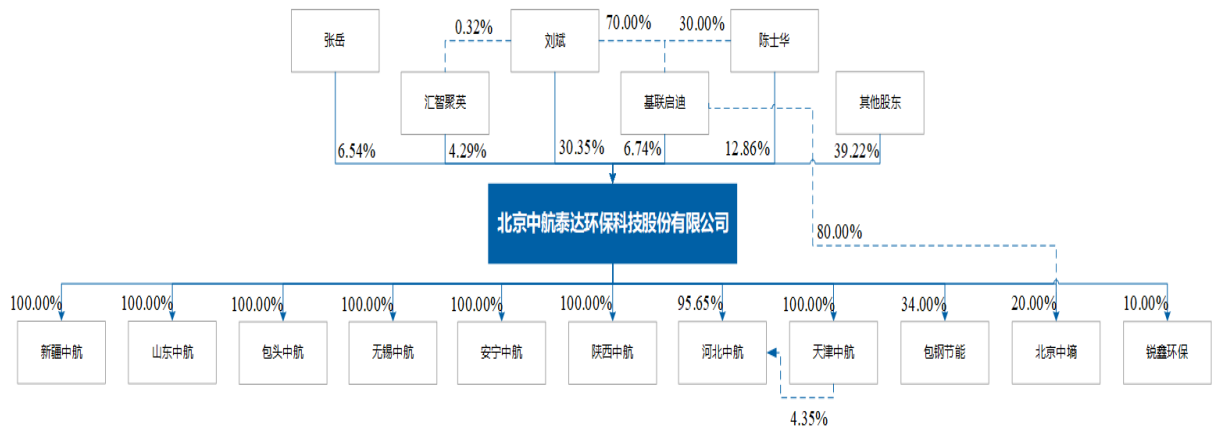 0.32%
70.00%
30.00%
张岳
刘斌
陈士华
汇智聚英
基联启迪
其他股东
6.54%
4.29%
30.35%
6.74%
12.86%
39.22%
北京中航泰达环保科技股份有限公司
80.00%
100.00%
100.00%
100.00%
100.00%
100.00%
100.00%
95.65%
100.00%
34.00%
20.00%
10.00%
新疆中航
山东中航
包头中航
无锡中航
安宁中航
陕西中航
河北中航
天津中航
包钢节能
北京中墒
锐鑫环保
4.35%